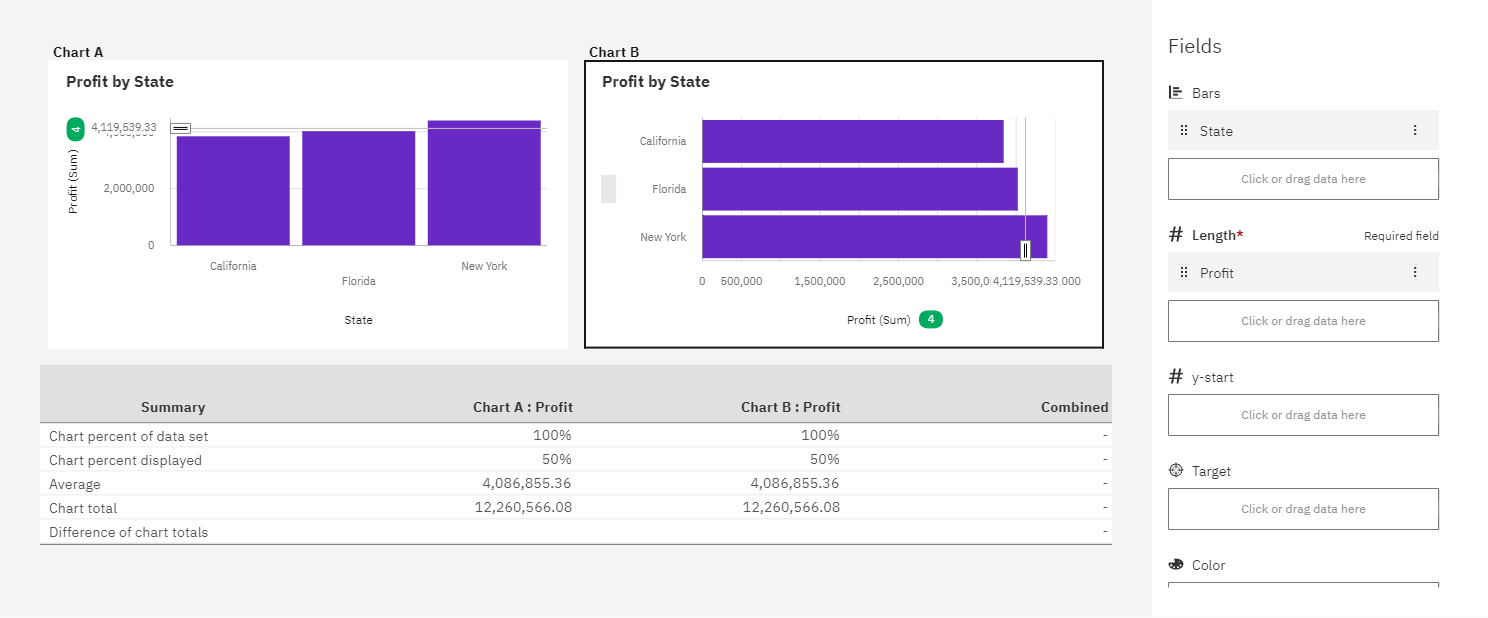 Chart A
Profit by State
4
4,119,539.33
2,000,000
0
Profit (Sum)
California
Florida
New York
State
Chart B
Profit by State
California
Florida
New York
0 500,000 1,500,000 2,500,000 3,500,0 4,119,539.33 ,000
Profit (Sum) 4
Summary Chart A : Profit Chart B : Profit Combined
Chart percent of data set 100% 100% -
Chart percent displayed 50% 50% -
Average 4,086,855.36 4,086,855.36 -
Chart total 12,260,566.08 12,260,566.08 -
Difference of chart totals -
Fields
Bars
State
Click or drag data here
# Length* Required field
Profit
Click or drag data here
# y-start
Click or drag data here
Target
Click or drag data here
Color